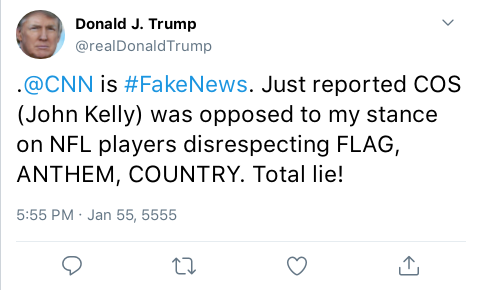 Donald J. Trump
@realDonaldTrump
.@CNN is #FakeNews. Just reported COS
(John Kelly) was opposed to my stance
on NFL players disrespecting FLAG,
ANTHEM, COUNTRY. Total lie!
5:55 PM · Jan 55, 5555